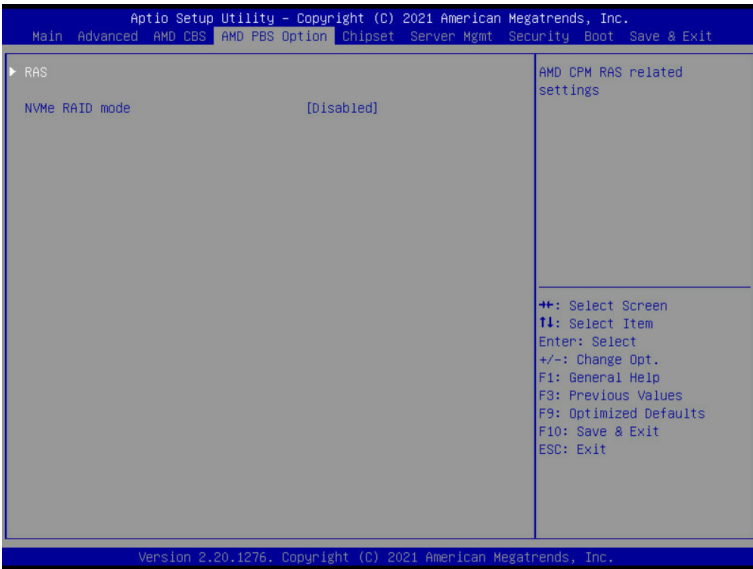 Aptio Setup Utility – Copyright (C) 2021 American Megatrends, Inc.
Main Advanced AMD CBS AMD PBS Option Chipset Server Mgmt Security Boot Save & Exit
▶ RAS
NVMe RAID mode [Disabled]
AMD CPM RAS related
settings
→←: Select Screen
↑↓: Select Item
Enter: Select
+/-: Change Opt.
F1: General Help
F3: Previous Values
F9: Optimized Defaults
F10: Save & Exit
ESC: Exit
Version 2.20.1276. Copyright (C) 2021 American Megatrends, Inc.